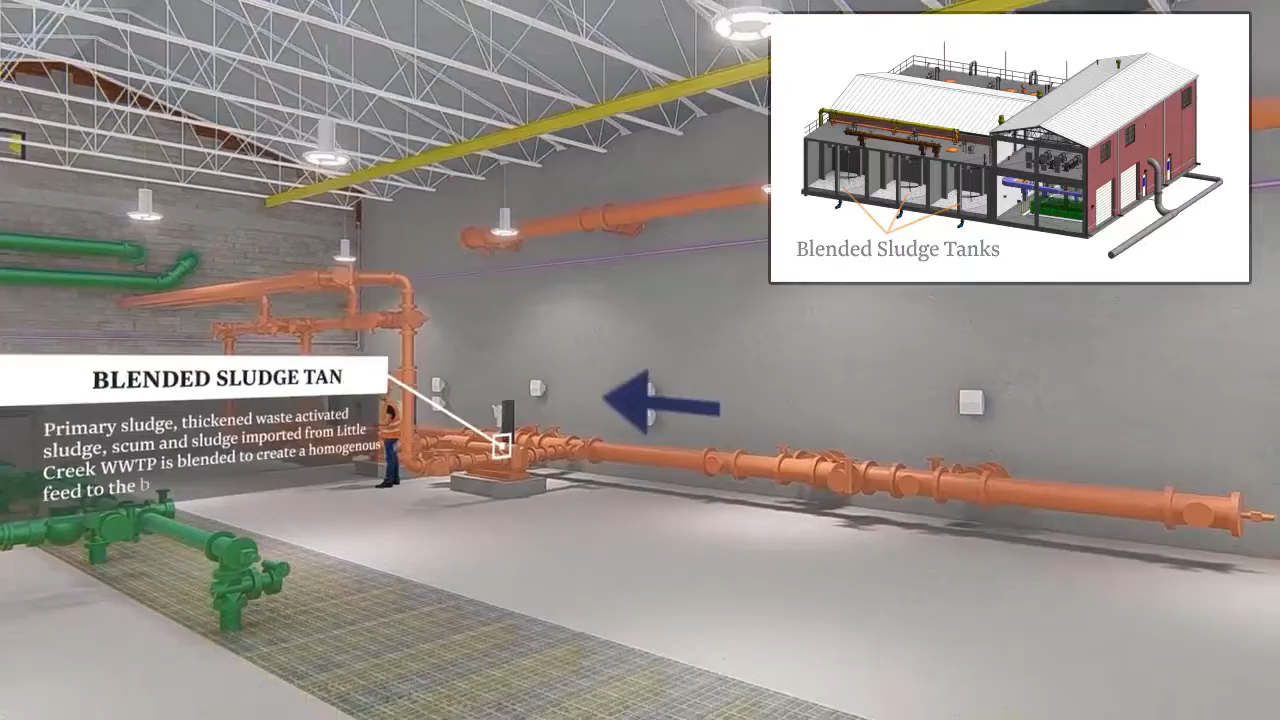 Blended Sludge Tanks
BLENDED SLUDGE TAN
Primary sludge, thickened waste activated
sludge, scum and sludge imported from Little
Creek WWTP is blended to create a homogenous
feed to the b